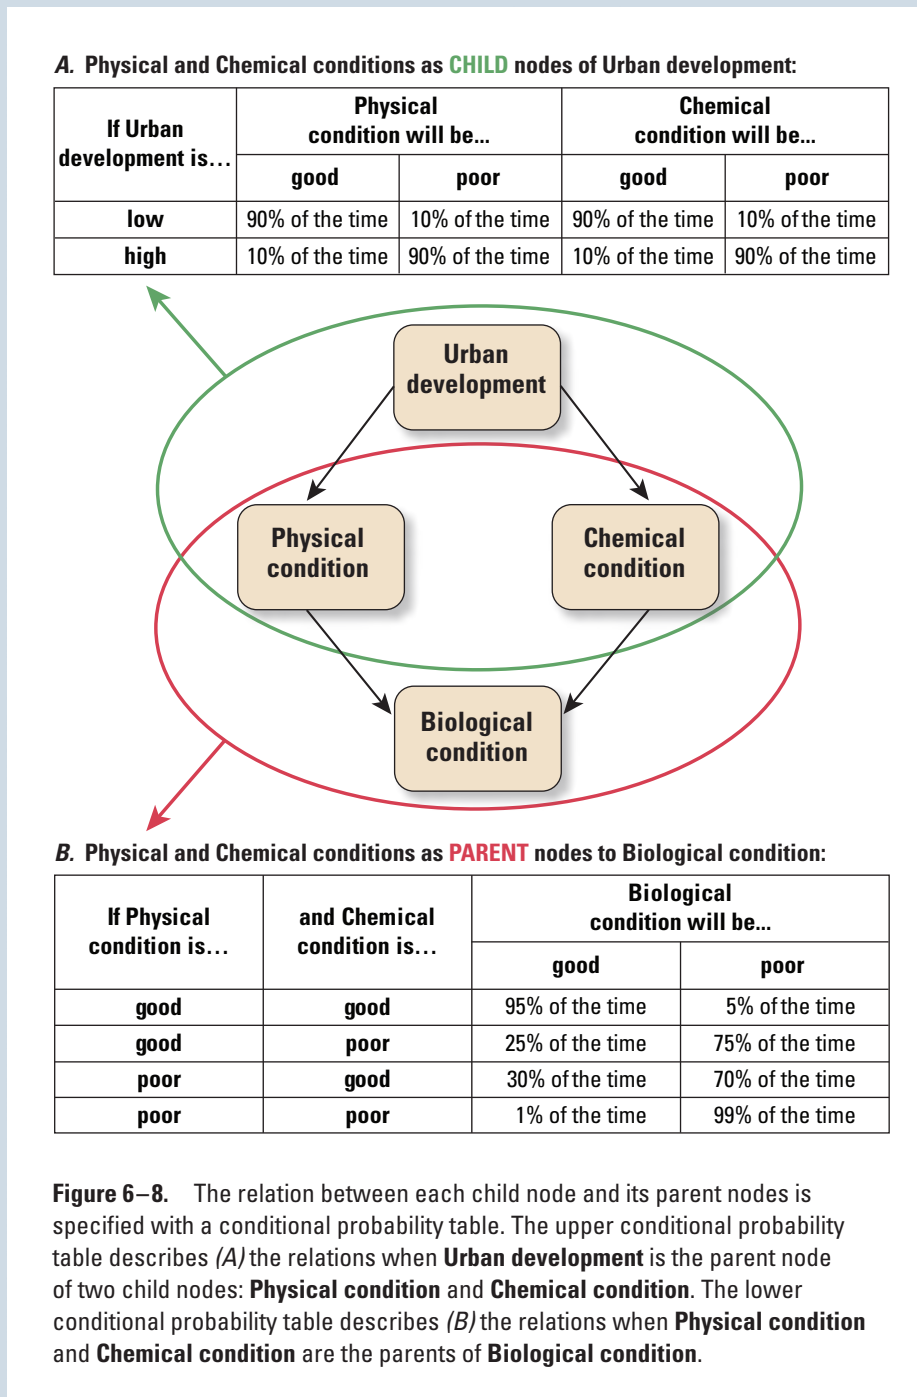 A. Physical and Chemical conditions as CHILD nodes of Urban development:
If Urban development is... Physical condition will be... Chemical condition will be...
good poor good poor
low 90% of the time 10% of the time 90% of the time 10% of the time
high 10% of the time 90% of the time 10% of the time 90% of the time
Urban
development
Physical
condition
Chemical
condition
Biological
condition
B. Physical and Chemical conditions as PARENT nodes to Biological condition:
If Physical condition is... and Chemical condition is... Biological condition will be...
good poor
good good 95% of the time 5% of the time
good poor 25% of the time 75% of the time
poor good 30% of the time 70% of the time
poor poor 1% of the time 99% of the time
Figure 6–8. The relation between each child node and its parent nodes is
specified with a conditional probability table. The upper conditional probability
table describes (A) the relations when Urban development is the parent node
of two child nodes: Physical condition and Chemical condition. The lower
conditional probability table describes (B) the relations when Physical condition
and Chemical condition are the parents of Biological condition.